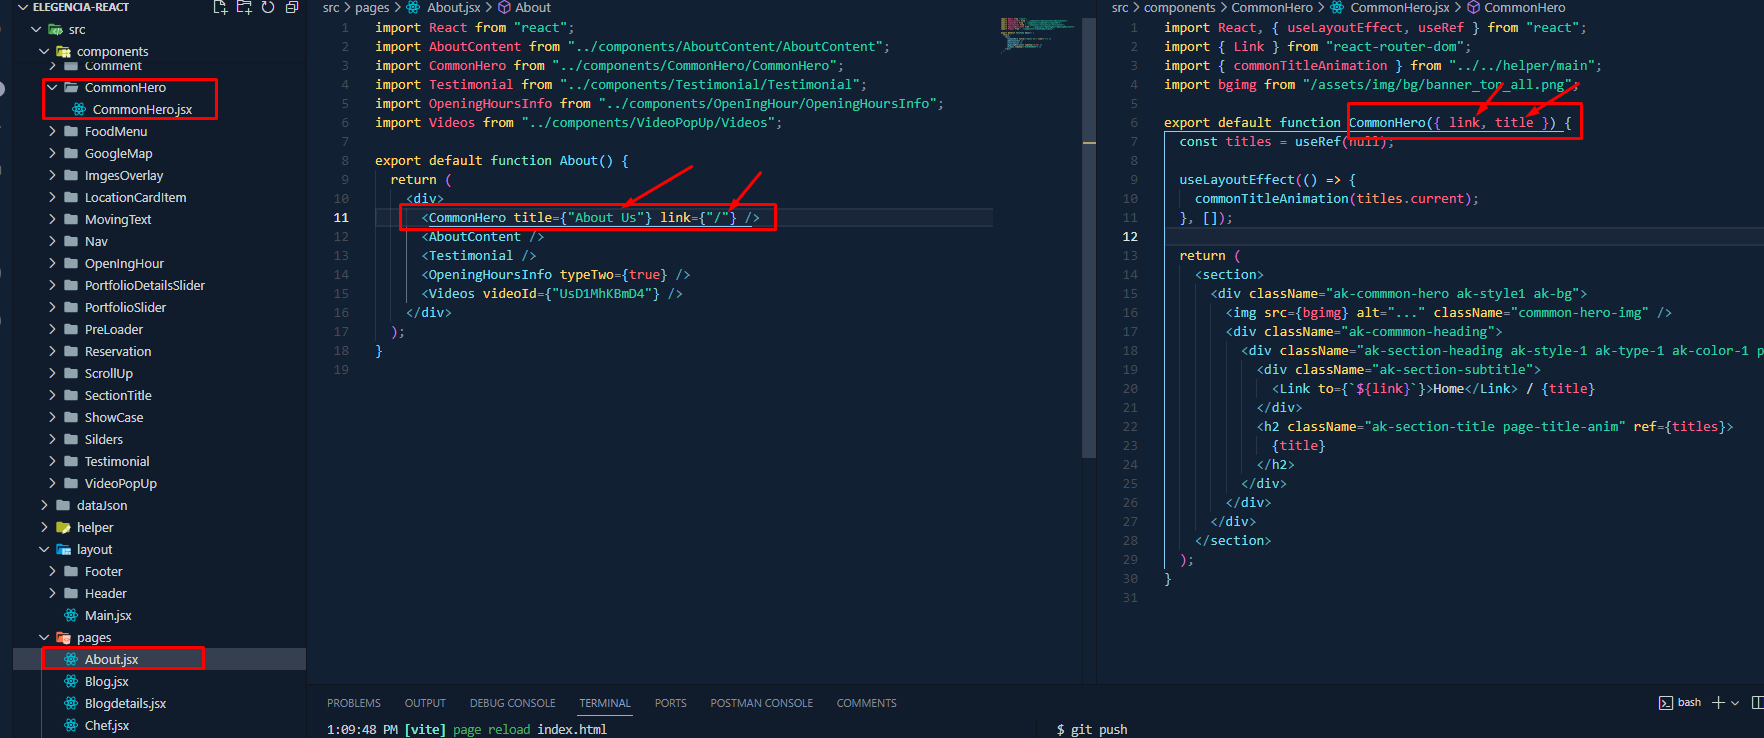 ELEGENCIA-REACT
src
components
Comment
CommonHero
CommonHero.jsx
FoodMenu
GoogleMap
ImgesOverlay
LocationCardItem
MovingText
Nav
OpenIngHour
PortfolioDetailsSlider
PortfolioSlider
PreLoader
Reservation
ScrollUp
SectionTitle
ShowCase
Silders
Testimonial
VideoPopUp
dataJson
helper
layout
Footer
Header
Main.jsx
pages
About.jsx
Blog.jsx
Blogdetails.jsx
Chef.jsx
src > pages > About.jsx > About
1 import React from "react";
2 import AboutContent from "../components/AboutContent/AboutContent";
3 import CommonHero from "../components/CommonHero/CommonHero";
4 import Testimonial from "../components/Testimonial/Testimonial";
5 import OpeningHoursInfo from "../components/OpenIngHour/OpeningHoursInfo";
6 import Videos from "../components/VideoPopUp/Videos";
7
8 export default function About() {
9 return (
10 <div>
11 <CommonHero title={"About Us"} link={"/"} />
12 <AboutContent />
13 <Testimonial />
14 <OpeningHoursInfo typeTwo={true} />
15 <Videos videoId={"UsD1MhKBmD4"} />
16 </div>
17 );
18 }
19
src > components > CommonHero > CommonHero.jsx > CommonHero
1 import React, { useLayoutEffect, useRef } from "react";
2 import { Link } from "react-router-dom";
3 import { commonTitleAnimation } from "../../helper/main";
4 import bgimg from "/assets/img/bg/banner_top_all.png";
5
6 export default function CommonHero({ link, title }) {
7 const titles = useRef(null);
8
9 useLayoutEffect(() => {
10 commonTitleAnimation(titles.current);
11 }, []);
12
13 return (
14 <section>
15 <div className="ak-commmon-hero ak-style1 ak-bg">
16 <img src={bgimg} alt="..." className="commmon-hero-img" />
17 <div className="ak-commmon-heading">
18 <div className="ak-section-heading ak-style-1 ak-type-1 ak-color-1 p
19 <div className="ak-section-subtitle">
20 <Link to={`${link}`}>Home</Link> / {title}
21 </div>
22 <h2 className="ak-section-title page-title-anim" ref={titles}>
23 {title}
24 </h2>
25 </div>
26 </div>
27 </div>
28 </section>
29 );
30 }
31
PROBLEMS OUTPUT DEBUG CONSOLE TERMINAL PORTS POSTMAN CONSOLE COMMENTS
bash
1:09:48 PM [vite] page reload index.html
$ git push